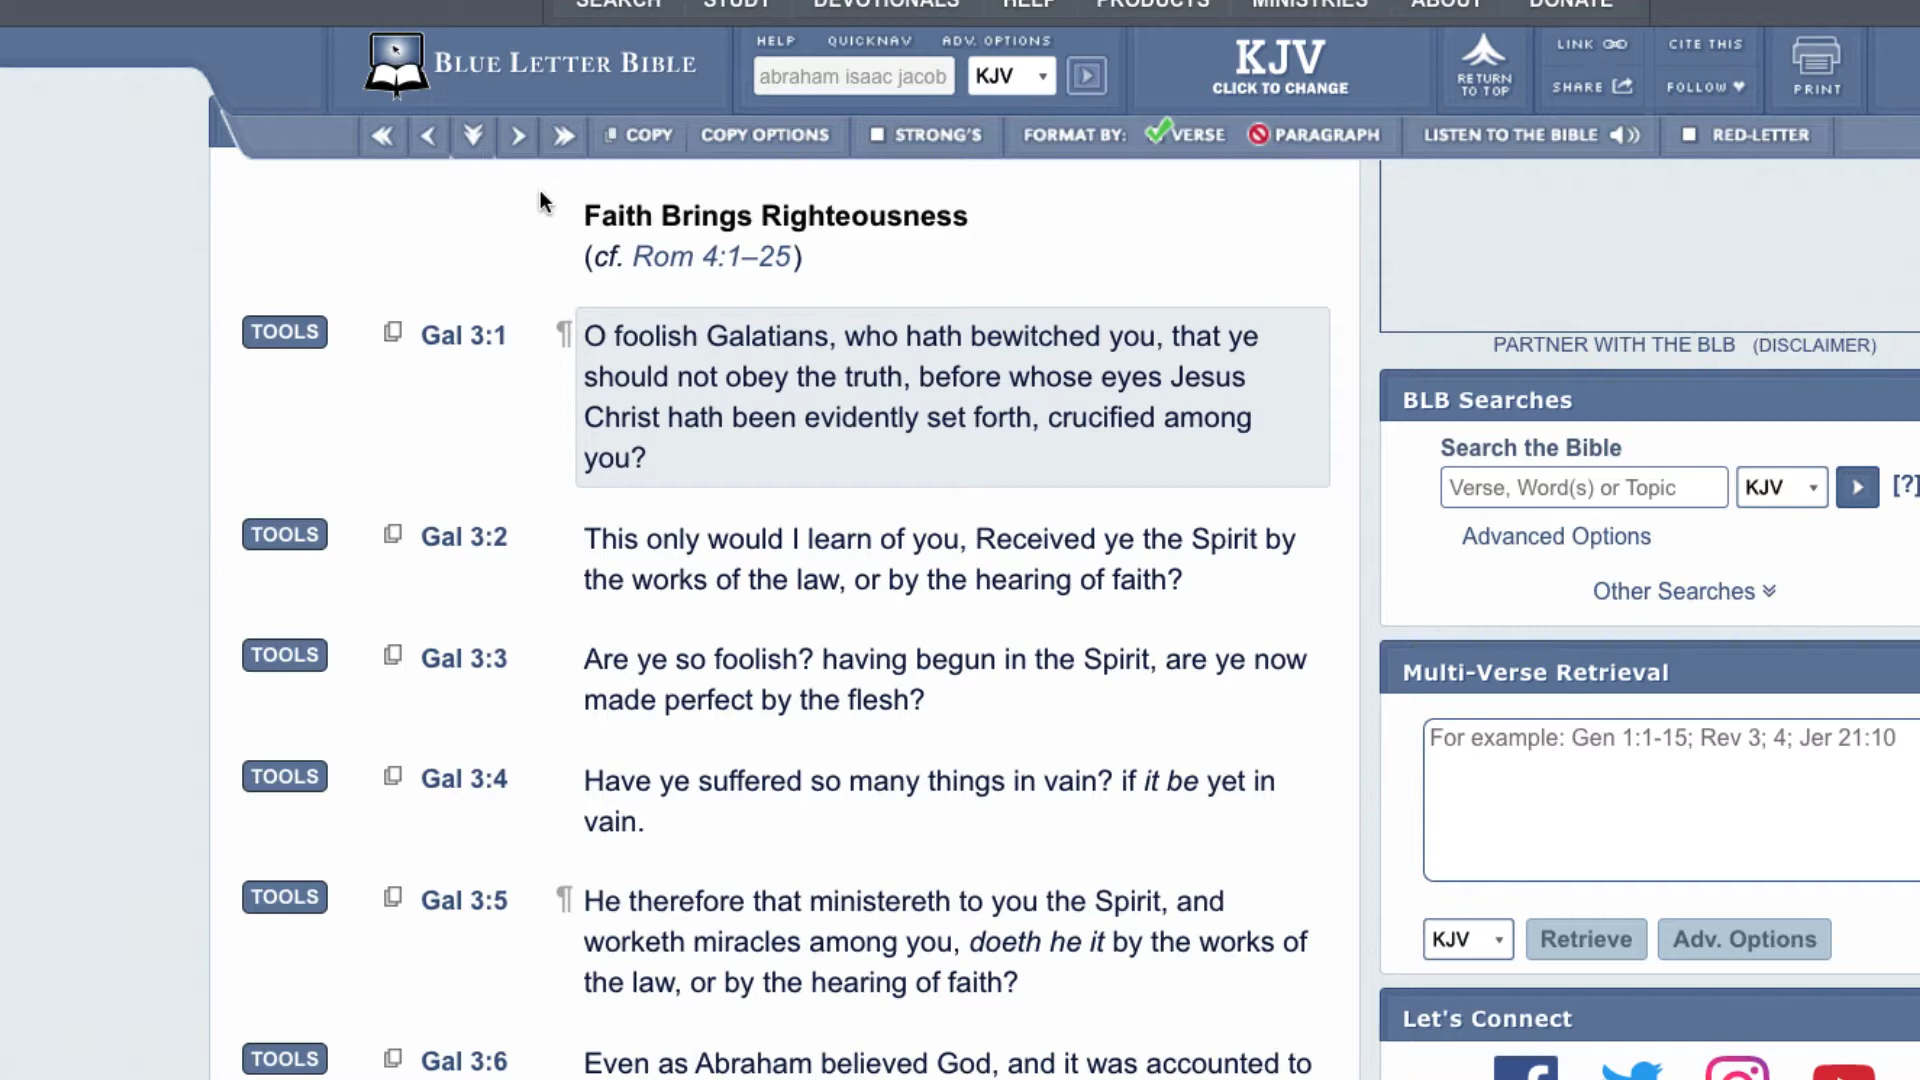 SEARCH STUDY DEVOTIONALS HELP PRODUCTS MINISTRIES ABOUT DONATE
BLUE LETTER BIBLE
HELP QUICKNAV ADV. OPTIONS
abraham isaac jacob KJV
KJV
CLICK TO CHANGE
RETURN
TO TOP
LINK
SHARE
CITE THIS
FOLLOW
PRINT
COPY COPY OPTIONS STRONG'S FORMAT BY: VERSE PARAGRAPH LISTEN TO THE BIBLE RED-LETTER
Faith Brings Righteousness
(cf. Rom 4:1–25)
TOOLS Gal 3:1 ¶ O foolish Galatians, who hath bewitched you, that ye
should not obey the truth, before whose eyes Jesus
Christ hath been evidently set forth, crucified among
you?
TOOLS Gal 3:2 This only would I learn of you, Received ye the Spirit by
the works of the law, or by the hearing of faith?
TOOLS Gal 3:3 Are ye so foolish? having begun in the Spirit, are ye now
made perfect by the flesh?
TOOLS Gal 3:4 Have ye suffered so many things in vain? if it be yet in
vain.
TOOLS Gal 3:5 ¶ He therefore that ministereth to you the Spirit, and
worketh miracles among you, doeth he it by the works of
the law, or by the hearing of faith?
TOOLS Gal 3:6 Even as Abraham believed God, and it was accounted to
PARTNER WITH THE BLB (DISCLAIMER)
BLB Searches
Search the Bible
Verse, Word(s) or Topic KJV [?]
Advanced Options
Other Searches
Multi-Verse Retrieval
For example: Gen 1:1-15; Rev 3; 4; Jer 21:10
KJV Retrieve Adv. Options
Let's Connect